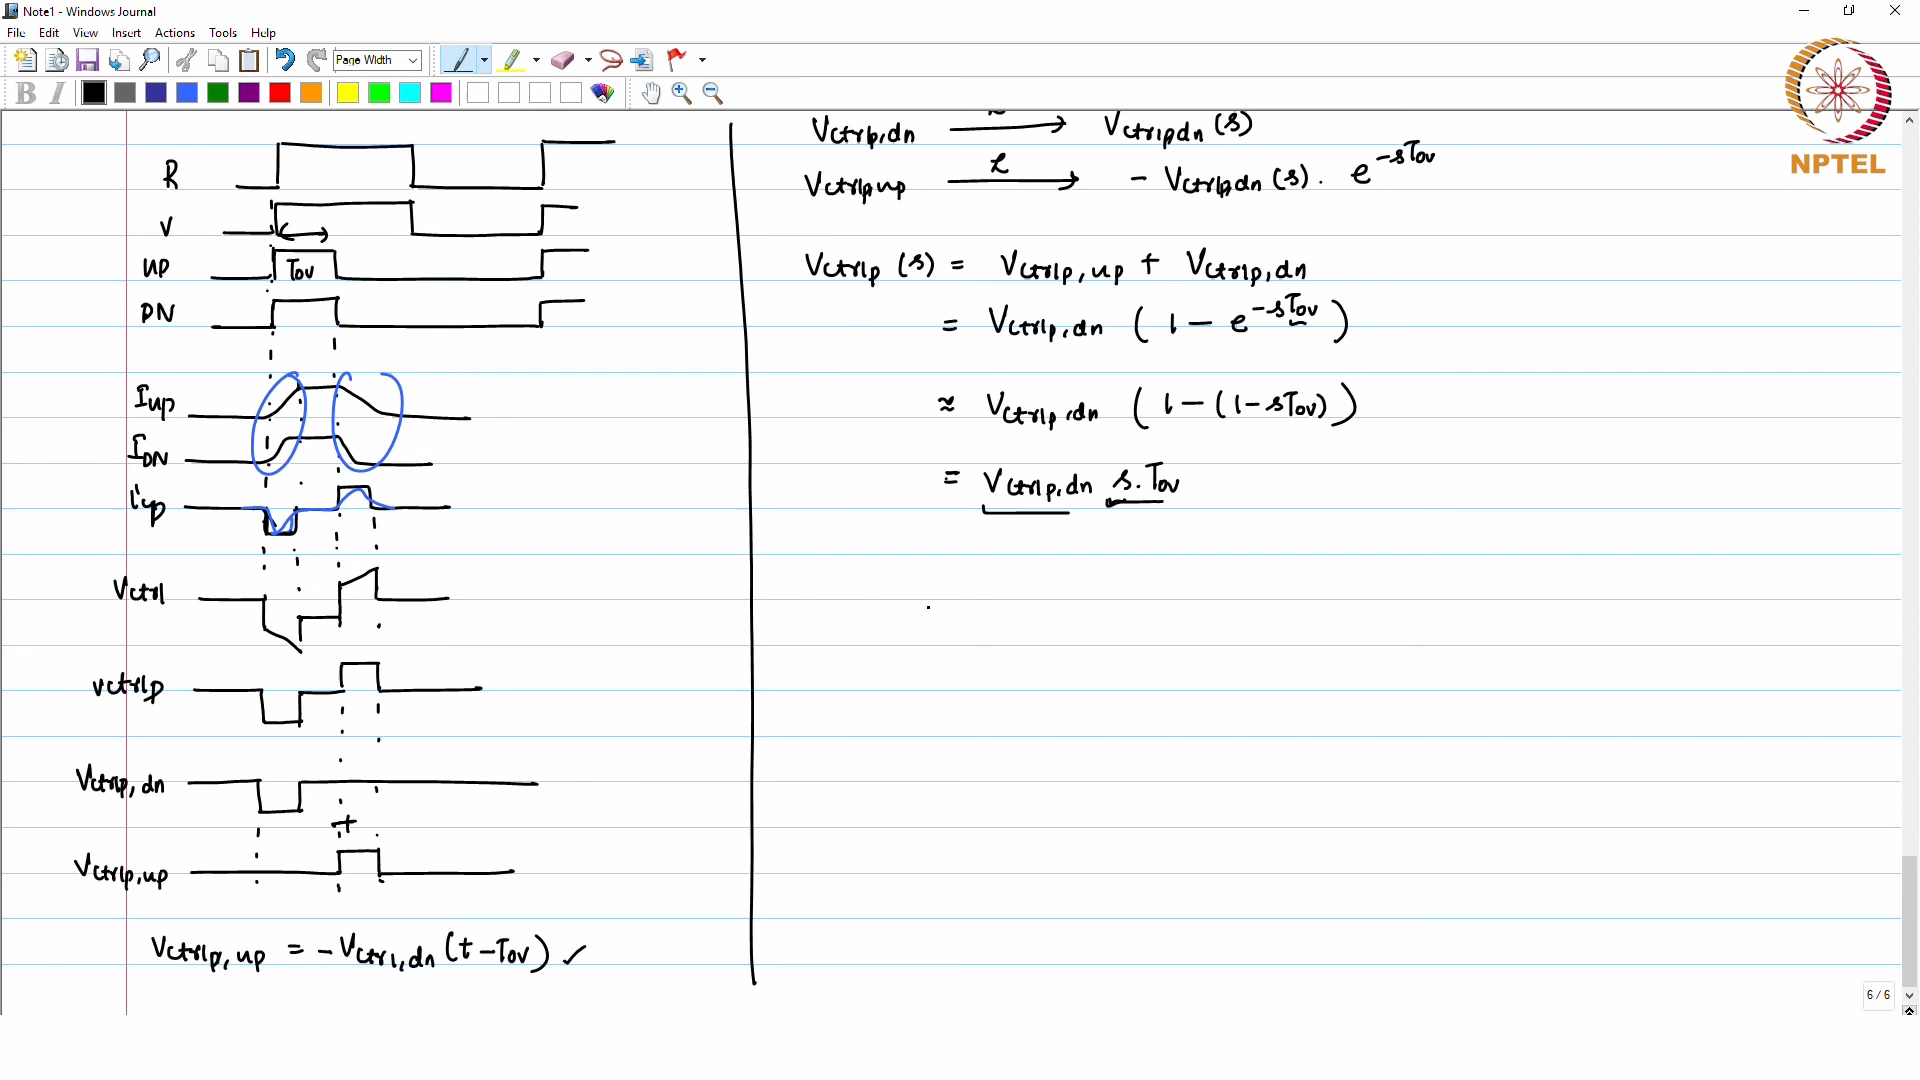 Note1 - Windows Journal
File Edit View Insert Actions Tools Help
Page Width
B I
NPTEL
R
V
UP
Tov
DN
Iup
IDN
Icp
Vctrl
vctrlp
Vctrlp,dn
+
Vctrlp,up
Vctrlp,up = -Vctrl,dn (t - Tov) ✓
Vctrlp,dn ⟶ Vctrlpdn (s)
Vctrlpup ⟶ℒ - Vctrlpdn (s) . e^-sTov
Vctrlp (s) = Vctrlp,up + Vctrlp,dn
= Vctrlp,dn ( 1 - e^-sTov )
≈ Vctrlp,dn ( 1 - (1 - sTov) )
= Vctrlp,dn s.Tov
6 / 6